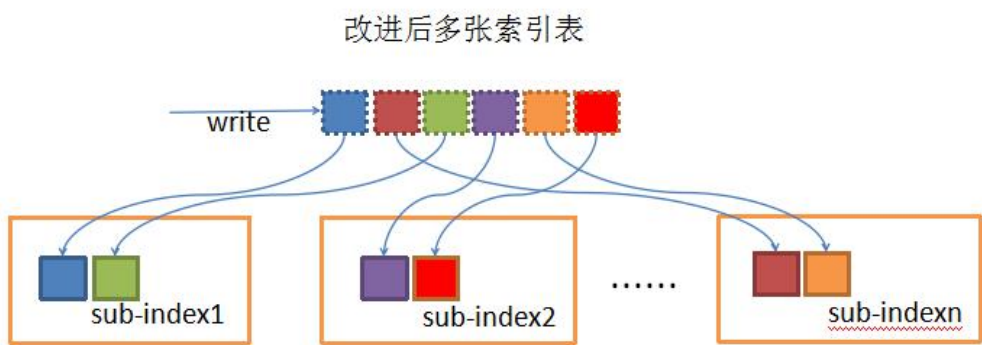 改进后多张索引表
write
sub-index1
sub-index2
......
sub-indexn